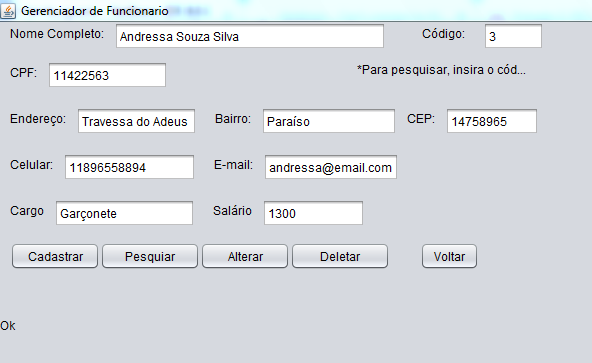 Gerenciador de Funcionario
Nome Completo: Andressa Souza Silva Código: 3
CPF: 11422563 *Para pesquisar, insira o cód...
Endereço: Travessa do Adeus Bairro: Paraíso CEP: 14758965
Celular: 11896558894 E-mail: andressa@email.com
Cargo Garçonete Salário 1300
Cadastrar Pesquiar Alterar Deletar Voltar
Ok